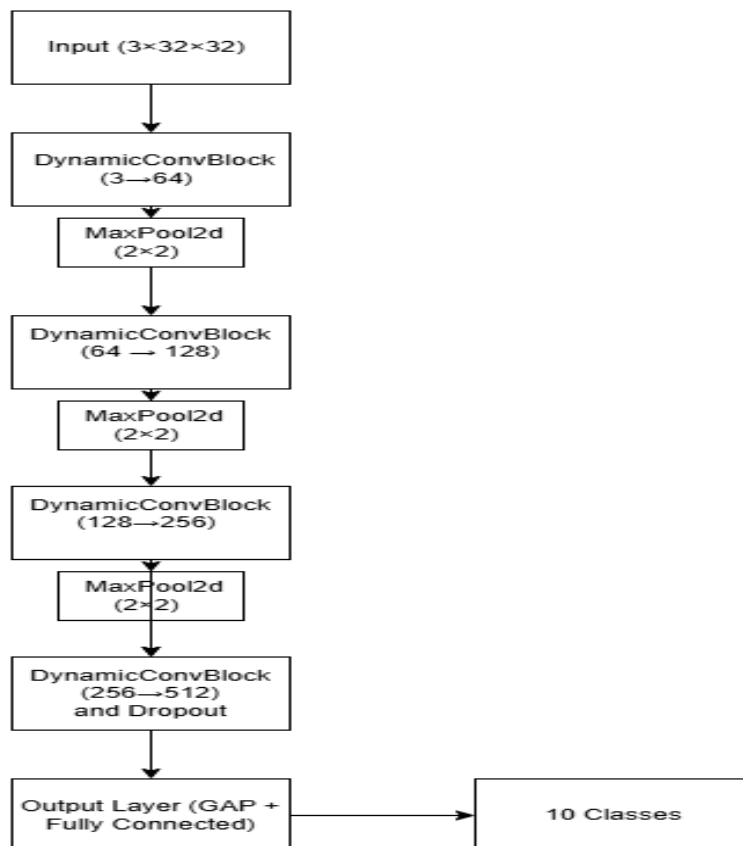 Input (3×32×32)
DynamicConvBlock
(3→64)
MaxPool2d
(2×2)
DynamicConvBlock
(64 → 128)
MaxPool2d
(2×2)
DynamicConvBlock
(128→256)
MaxPool2d
(2×2)
DynamicConvBlock
(256→512)
and Dropout
Output Layer (GAP +
Fully Connected)
10 Classes